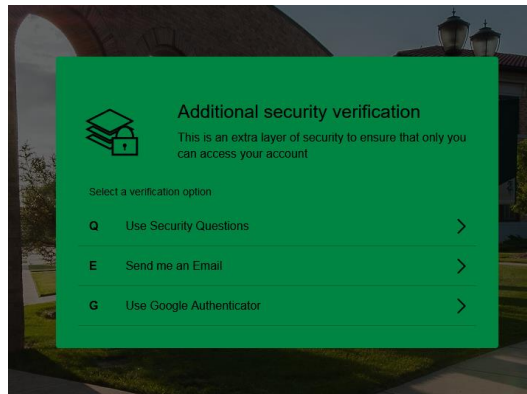 Additional security verification
This is an extra layer of security to ensure that only you
can access your account
Select a verification option
Q Use Security Questions
E Send me an Email
G Use Google Authenticator